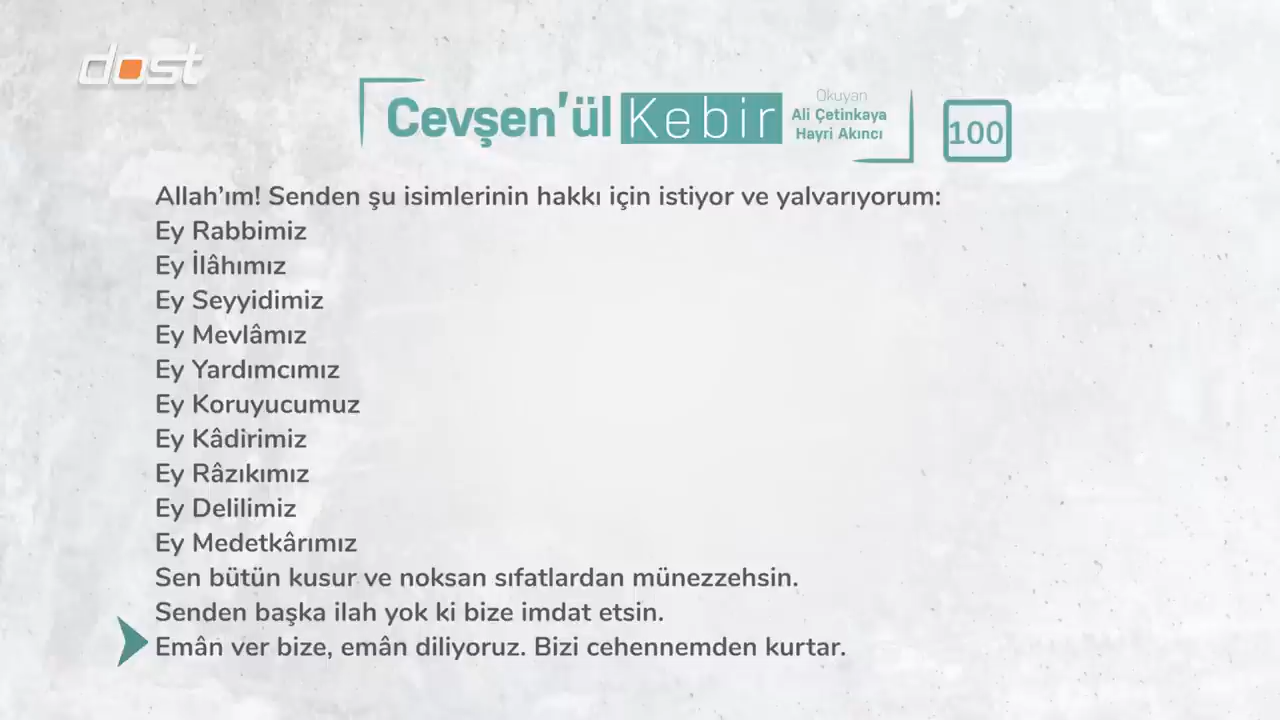 dost
Cevşen'ül Kebir
Okuyan
Ali Çetinkaya
Hayri Akıncı
100
Allah'ım! Senden şu isimlerinin hakkı için istiyor ve yalvarıyorum:
Ey Rabbimiz
Ey İlâhımız
Ey Seyyidimiz
Ey Mevlâmız
Ey Yardımcımız
Ey Koruyucumuz
Ey Kâdirimiz
Ey Râzıkımız
Ey Delilimiz
Ey Medetkârımız
Sen bütün kusur ve noksan sıfatlardan münezzehsin.
Senden başka ilah yok ki bize imdat etsin.
Emân ver bize, emân diliyoruz. Bizi cehennemden kurtar.